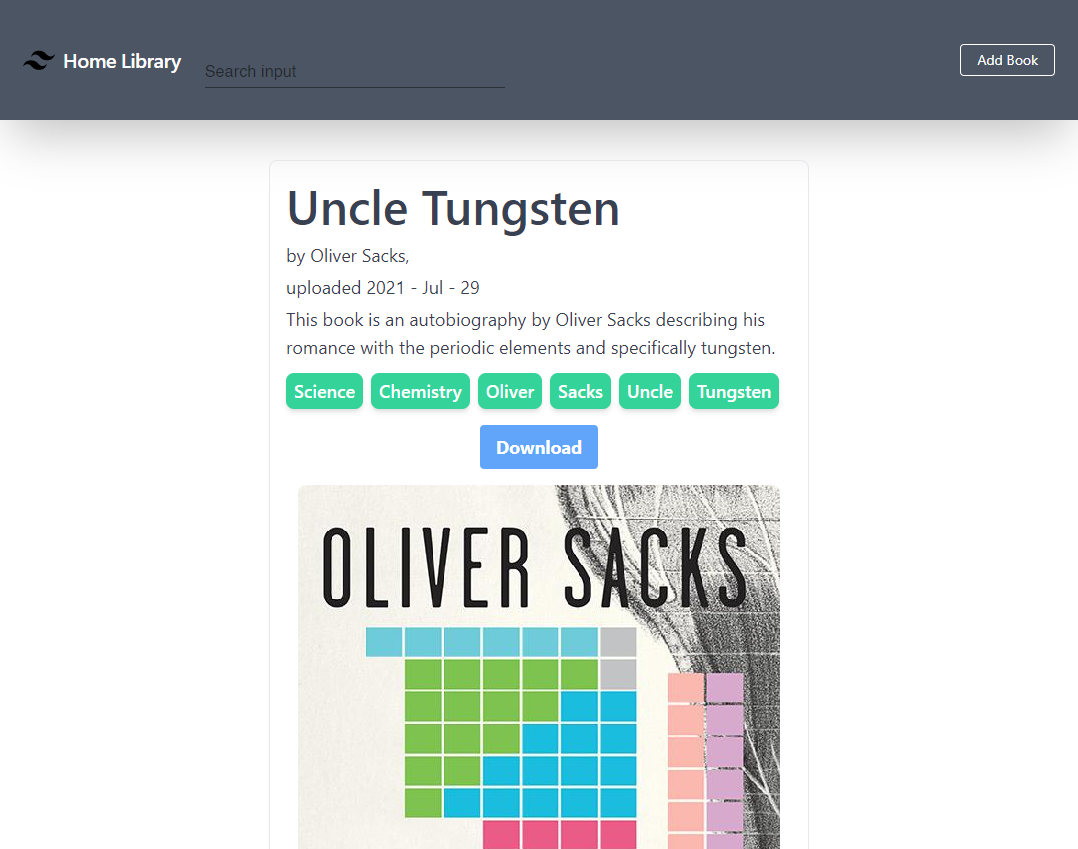 Home Library
Search input
Add Book
Uncle Tungsten
by Oliver Sacks,
uploaded 2021 - Jul - 29
This book is an autobiography by Oliver Sacks describing his
romance with the periodic elements and specifically tungsten.
Science Chemistry Oliver Sacks Uncle Tungsten
Download
OLIVER SACKS